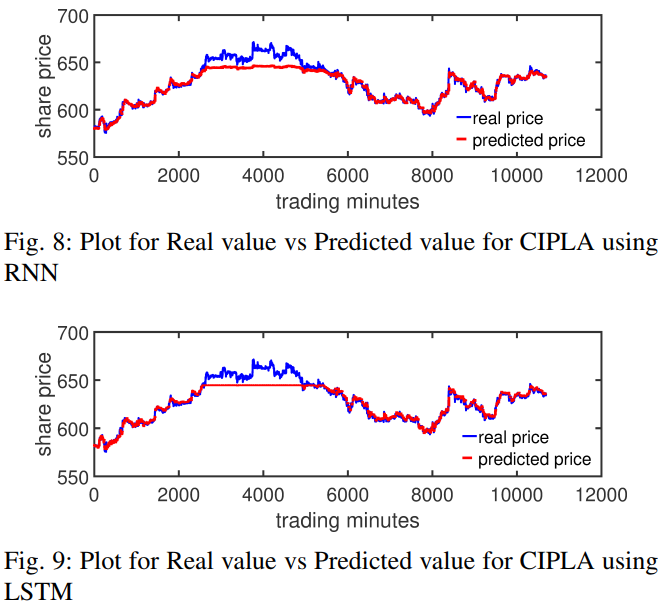 700
650
600
550
share price
real price
predicted price
0 2000 4000 6000 8000 10000 12000
trading minutes
Fig. 8: Plot for Real value vs Predicted value for CIPLA using
RNN
700
650
600
550
share price
real price
predicted price
0 2000 4000 6000 8000 10000 12000
trading minutes
Fig. 9: Plot for Real value vs Predicted value for CIPLA using
LSTM